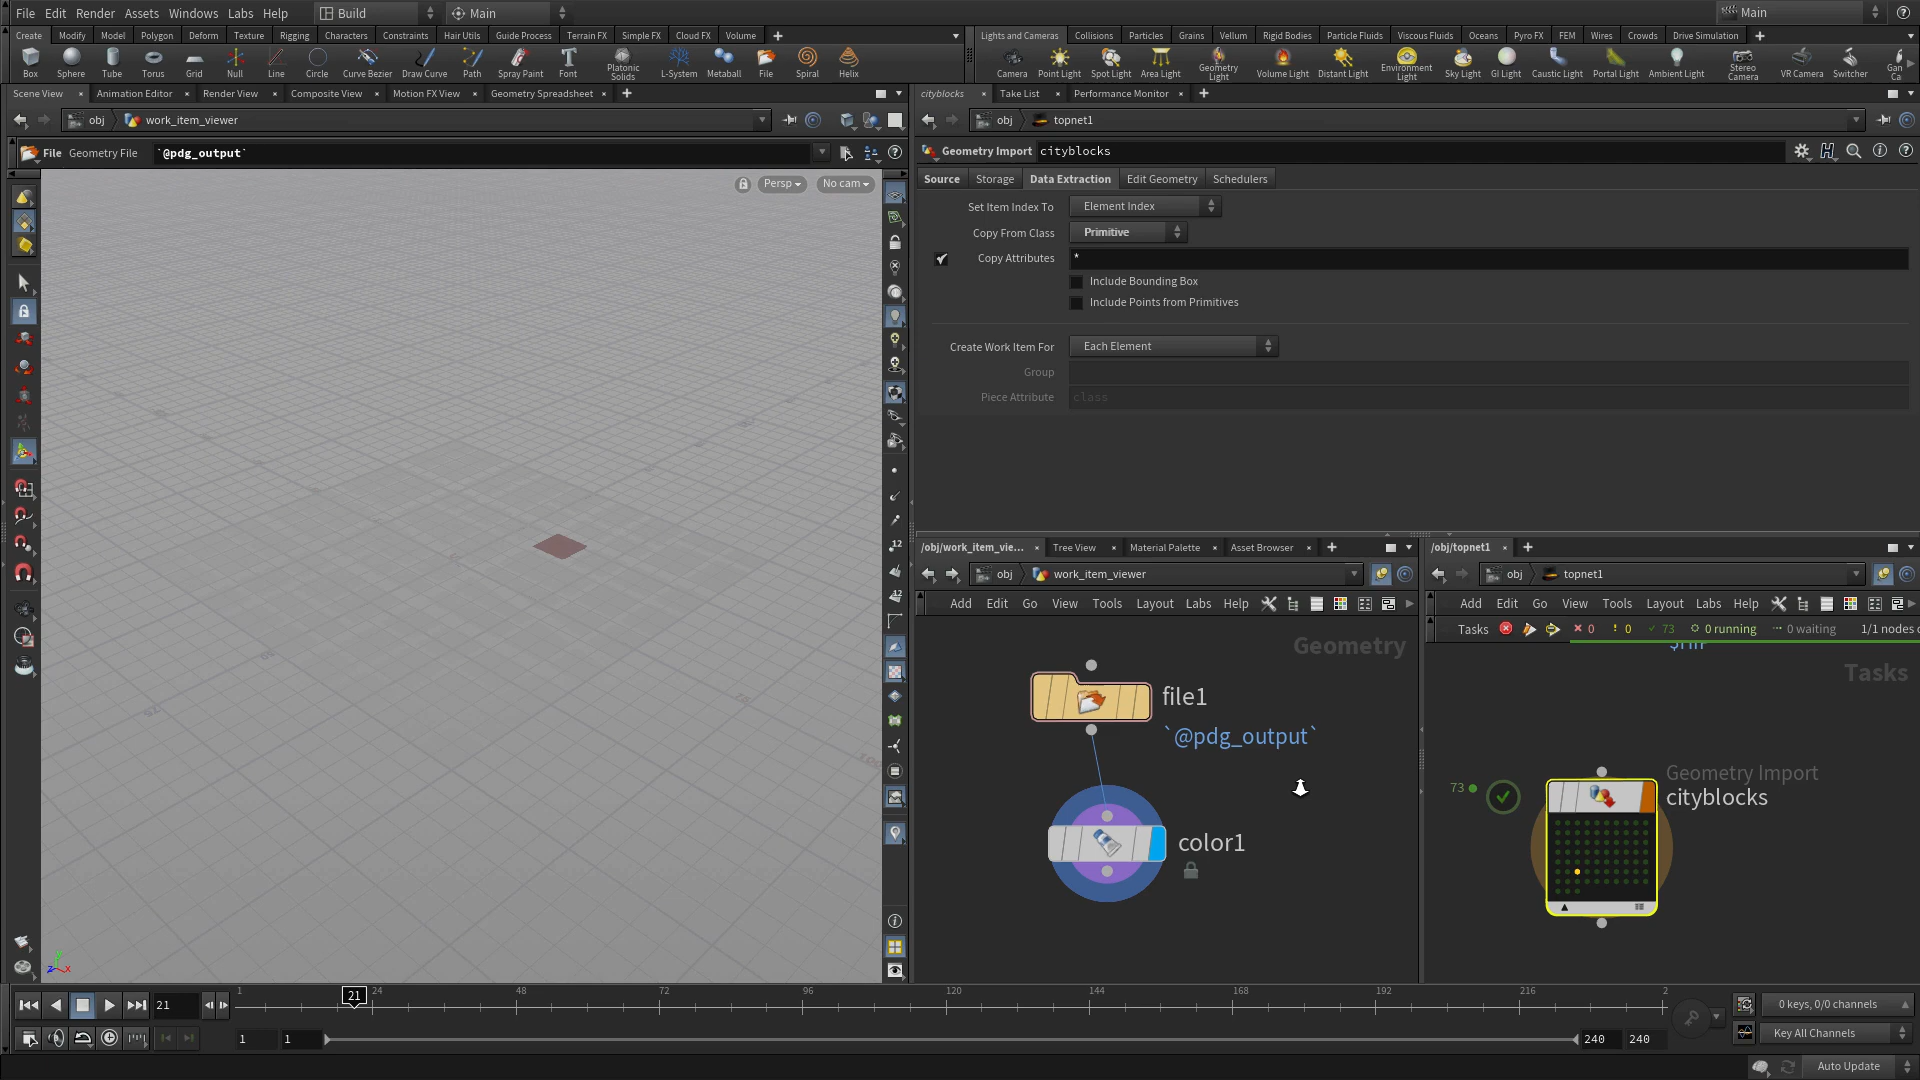 File Edit Render Assets Windows Labs Help Build Main Main
Create Modify Model Polygon Deform Texture Rigging Characters Constraints Hair Utils Guide Process Terrain FX Simple FX Cloud FX Volume
Lights and Cameras Collisions Particles Grains Vellum Rigid Bodies Particle Fluids Viscous Fluids Oceans Pyro FX FEM Wires Crowds Drive Simulation
Box Sphere Tube Torus Grid Null Line Circle Curve Bezier Draw Curve Path Spray Paint Font Platonic Solids L-System Metaball File Spiral Helix
Camera Point Light Spot Light Area Light Geometry Light Volume Light Distant Light Environment Light Sky Light GI Light Caustic Light Portal Light Ambient Light Stereo Camera VR Camera Switcher Gan Ca
Scene View Animation Editor Render View Composite View Motion FX View Geometry Spreadsheet
cityblocks Take List Performance Monitor
obj work_item_viewer
obj topnet1
File Geometry File `@pdg_output`
Geometry Import cityblocks
Source Storage Data Extraction Edit Geometry Schedulers
Persp No cam
Set Item Index To Element Index
Copy From Class Primitive
Copy Attributes *
Include Bounding Box
Include Points from Primitives
Create Work Item For Each Element
Group
Piece Attribute class
/obj/work_item_vie... Tree View Material Palette Asset Browser
/obj/topnet1
obj work_item_viewer
obj topnet1
Add Edit Go View Tools Layout Labs Help
Add Edit Go View Tools Layout Labs Help
Tasks 0 0 73 0 running 0 waiting 1/1 nodes
Geometry
Tasks
file1
`@pdg_output`
color1
73
Geometry Import
cityblocks
z y x
21
1 21 24 48 72 96 120 144 168 192 216 2
0 keys, 0/0 channels
1 1 240 240
Key All Channels
Auto Update